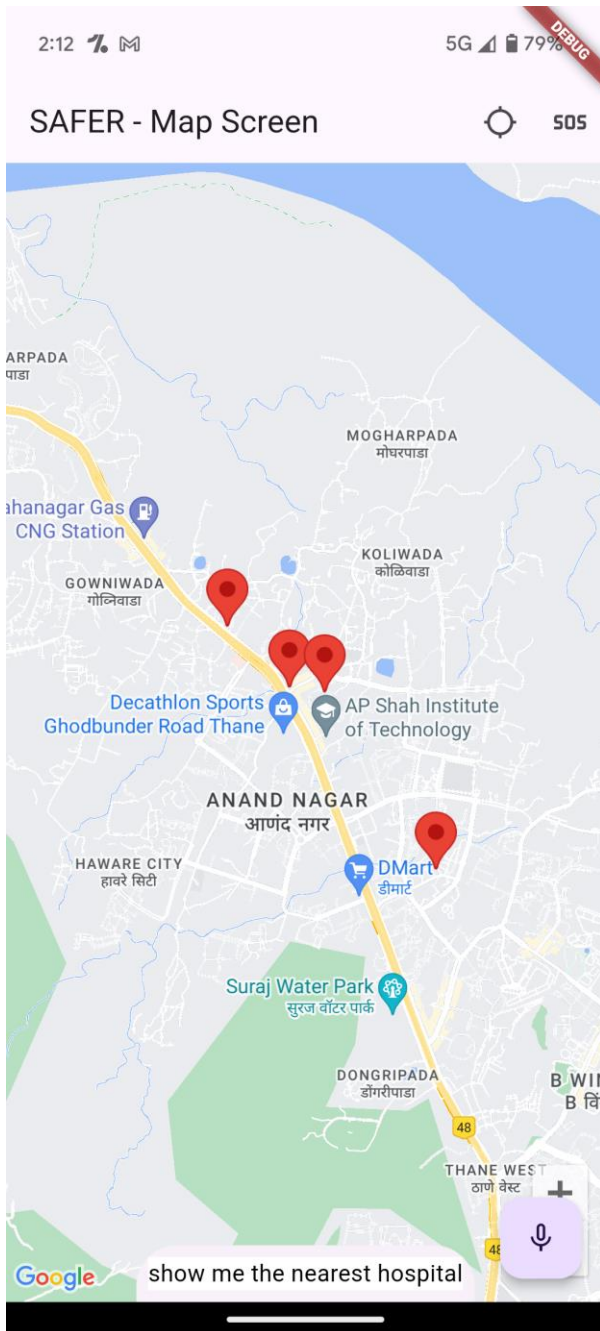 2:12
5G 79%
DEBUG
SAFER - Map Screen
SOS
ARPADA
पाडा
MOGHARPADA
मोघरपाडा
ahanagar Gas
CNG Station
KOLIWADA
कोळिवाडा
GOWNIWADA
गोव्निवाडा
Decathlon Sports
Ghodbunder Road Thane
AP Shah Institute
of Technology
ANAND NAGAR
आणंद नगर
HAWARE CITY
हावरे सिटी
DMart
डीमार्ट
Suraj Water Park
सुरज वॉटर पार्क
DONGRIPADA
डोंगरीपाडा
B WIN
B विं
48
THANE WEST
ठाणे वेस्ट
48
Google
show me the nearest hospital